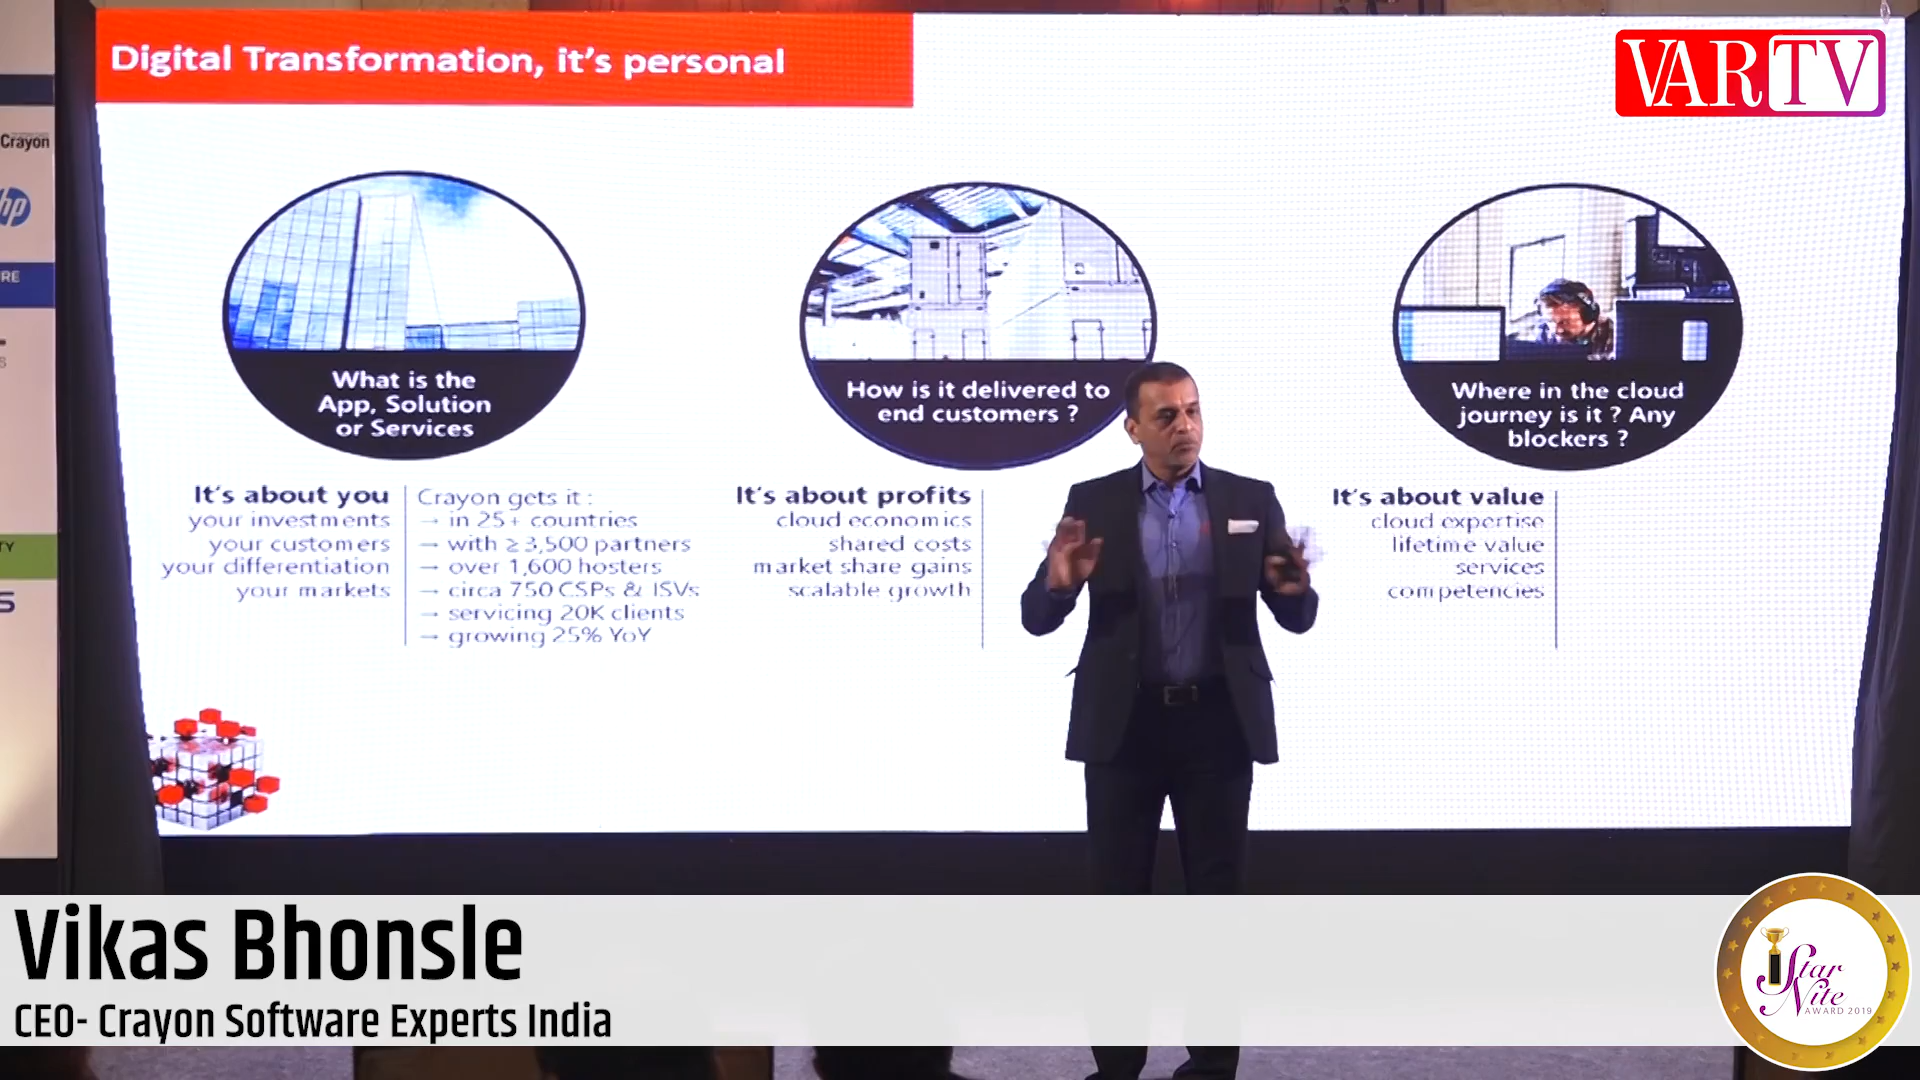 Digital Transformation, it's personal
VARTV
Crayon
hp
RE
TY
S
What is the
App, Solution
or Services
How is it delivered to
end customers ?
Where in the cloud
journey is it ? Any
blockers ?
It's about you
your investments
your customers
your differentiation
your markets
Crayon gets it :
→ in 25+ countries
→ with ≥ 3,500 partners
→ over 1,600 hosters
→ circa 750 CSPs & ISVs
→ servicing 20K clients
→ growing 25% YoY
It's about profits
cloud economics
shared costs
market share gains
scalable growth
It's about value
cloud expertise
lifetime value
services
competencies
Vikas Bhonsle
CEO- Crayon Software Experts India
Star
Nite
AWARD 2019